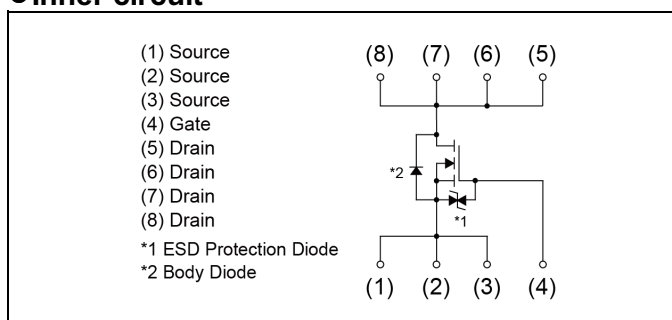 inner circuit
(1) Source
(2) Source
(3) Source
(4) Gate
(5) Drain
(6) Drain
(7) Drain
(8) Drain
*1 ESD Protection Diode
*2 Body Diode
(8) (7) (6) (5)
*2
*1
(1) (2) (3) (4)